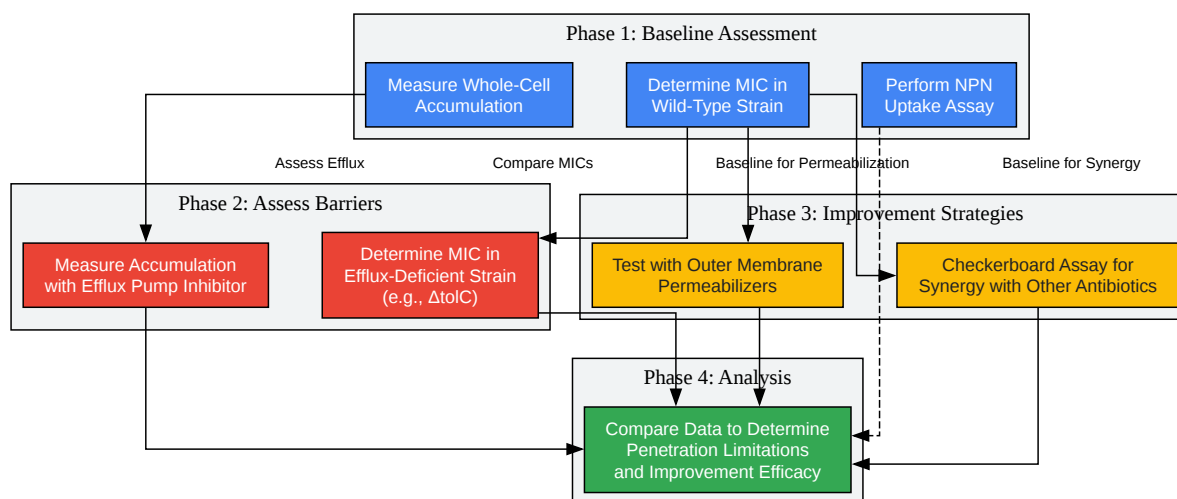 Phase 1: Baseline Assessment
Measure Whole-Cell
Accumulation
Determine MIC in
Wild-Type Strain
Perform NPN
Uptake Assay
Assess Efflux
Compare MICs
Baseline for Permeabilization
Baseline for Synergy
Phase 2: Assess Barriers
Measure Accumulation
with Efflux Pump Inhibitor
Determine MIC in
Efflux-Deficient Strain
(e.g., ΔtolC)
Phase 3: Improvement Strategies
Test with Outer Membrane
Permeabilizers
Checkerboard Assay for
Synergy with Other Antibiotics
Phase 4: Analysis
Compare Data to Determine
Penetration Limitations
and Improvement Efficacy